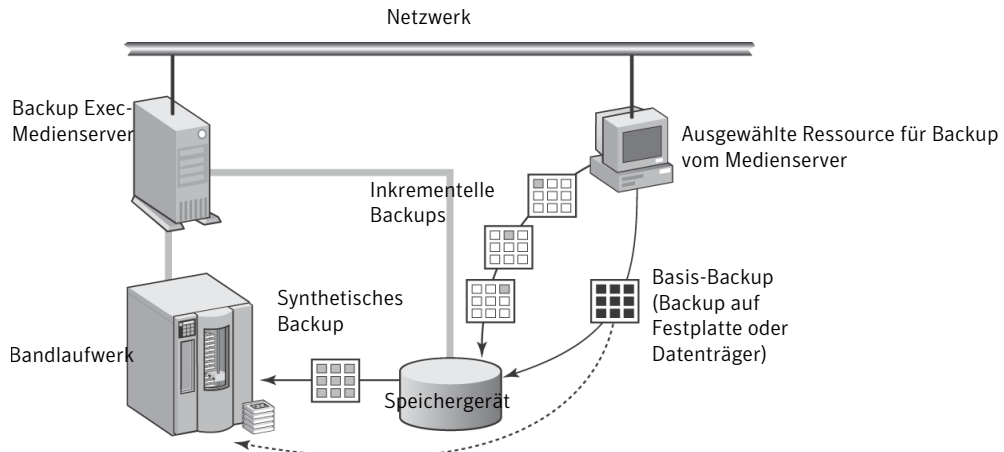 Netzwerk
Backup Exec-
Medienserver
Ausgewählte Ressource für Backup
vom Medienserver
Inkrementelle
Backups
Basis-Backup
(Backup auf
Festplatte oder
Datenträger)
Synthetisches
Backup
Bandlaufwerk
Speichergerät